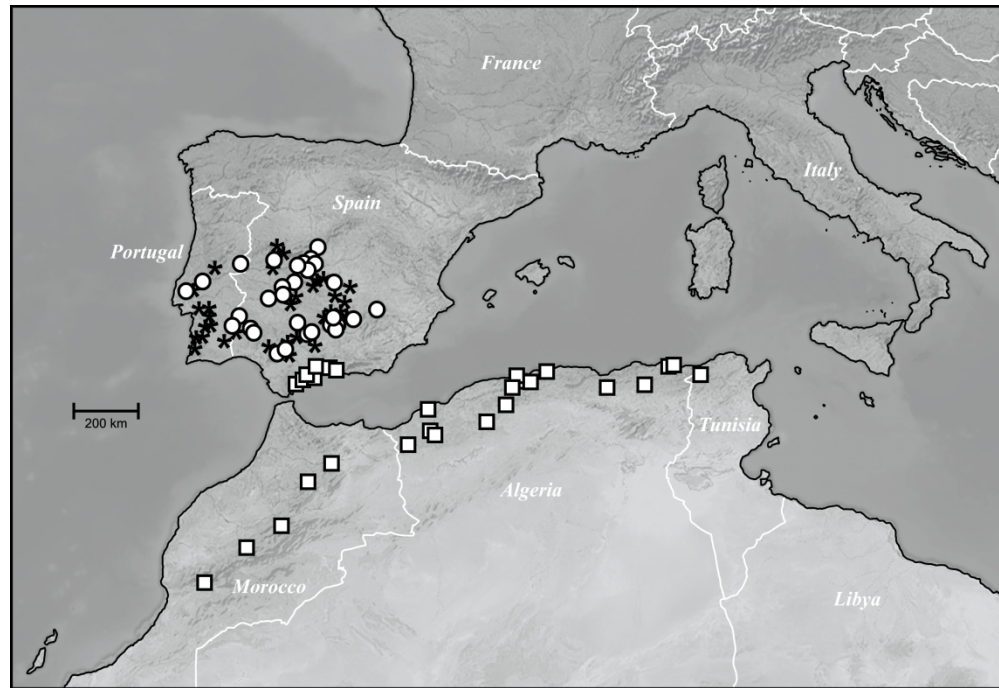 France
Italy
Spain
Portugal
200 km
Tunisia
Algeria
Morocco
Libya